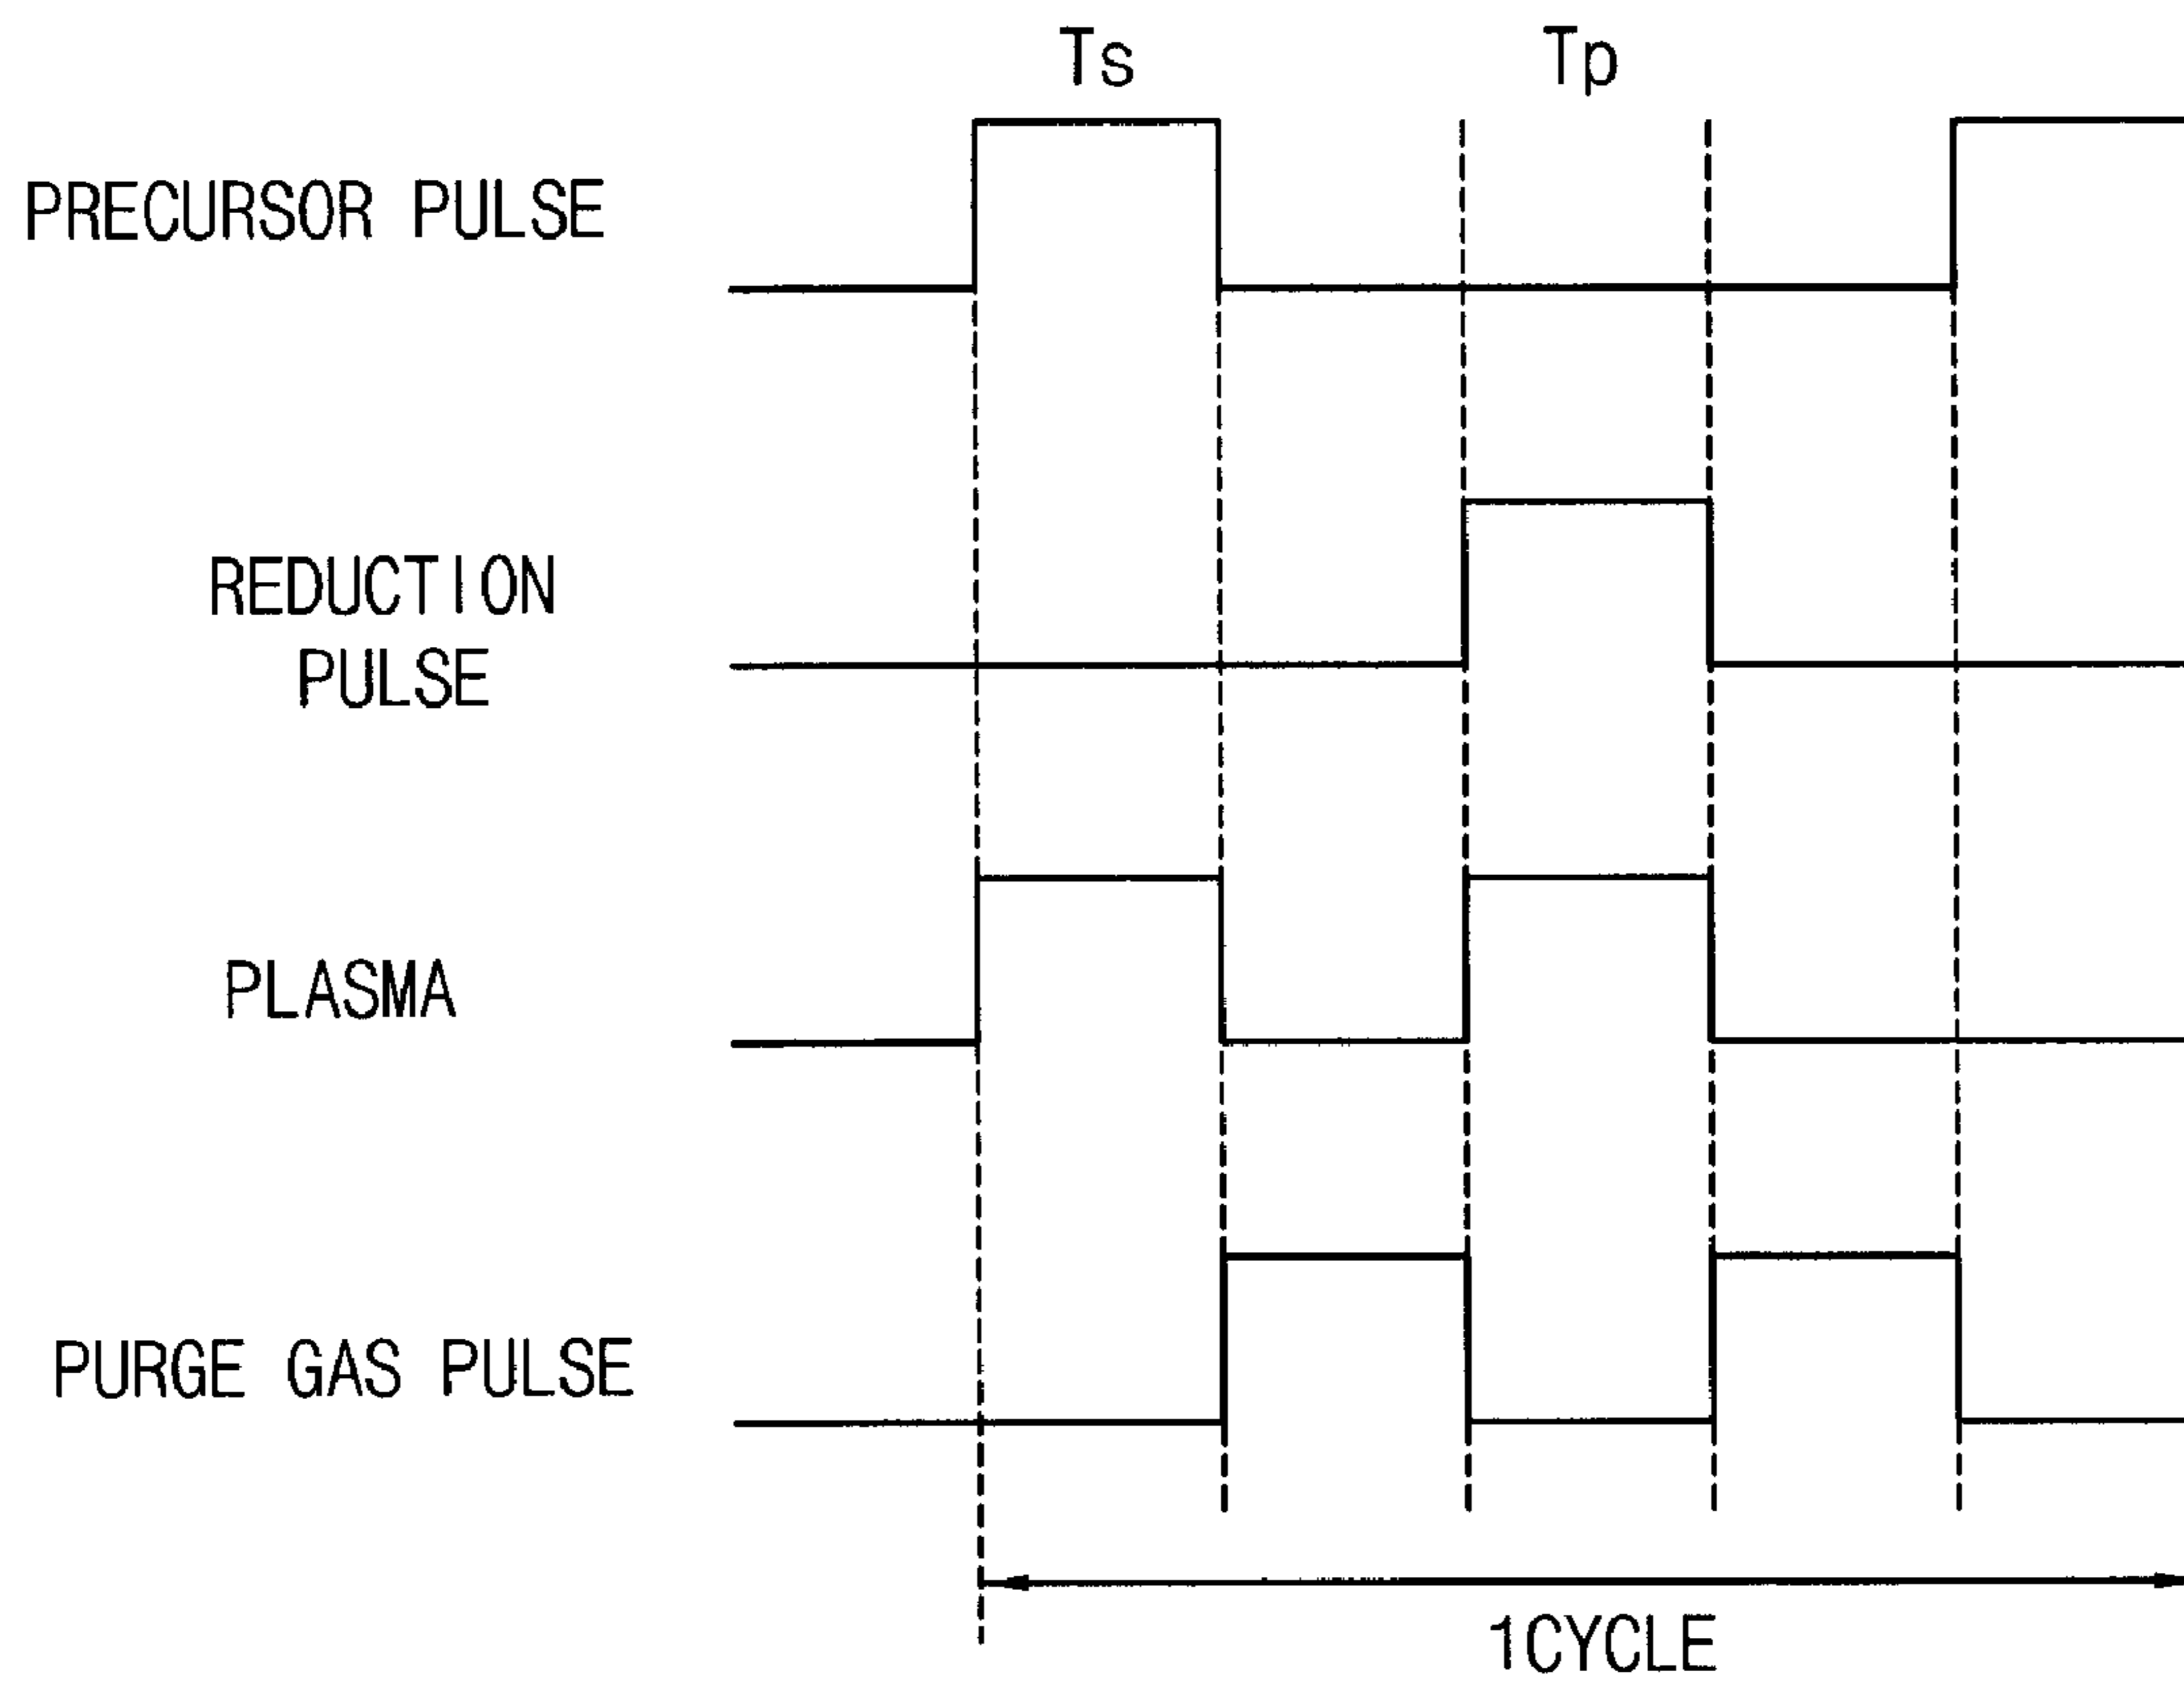 Ts
Tp
PRECURSOR PULSE
REDUCTION
PULSE
PLASMA
PURGE GAS PULSE
1CYCLE